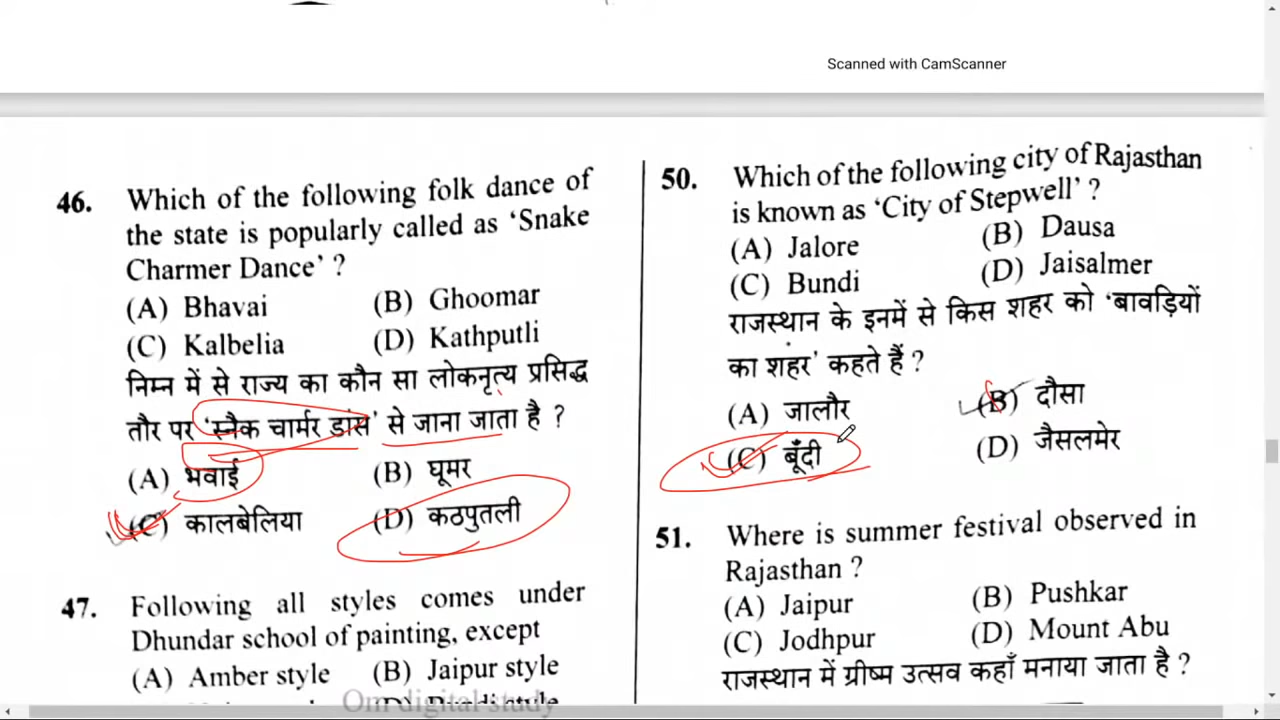 Scanned with CamScanner
46. Which of the following folk dance of
the state is popularly called as ‘Snake
Charmer Dance’ ?
(A) Bhavai (B) Ghoomar
(C) Kalbelia (D) Kathputli
निम्न में से राज्य का कौन सा लोकनृत्य प्रसिद्ध
तौर पर ‘स्नैक चार्मर डांस’ से जाना जाता है ?
(A) भवाई (B) घूमर
(C) कालबेलिया (D) कठपुतली
47. Following all styles comes under
Dhundar school of painting, except
(A) Amber style (B) Jaipur style
Om digital study
50. Which of the following city of Rajasthan
is known as ‘City of Stepwell’ ?
(A) Jalore (B) Dausa
(C) Bundi (D) Jaisalmer
राजस्थान के इनमें से किस शहर को ‘बावड़ियों
का शहर’ कहते हैं ?
(A) जालौर (B) दौसा
(C) बूँदी (D) जैसलमेर
51. Where is summer festival observed in
Rajasthan ?
(A) Jaipur (B) Pushkar
(C) Jodhpur (D) Mount Abu
राजस्थान में ग्रीष्म उत्सव कहाँ मनाया जाता है ?